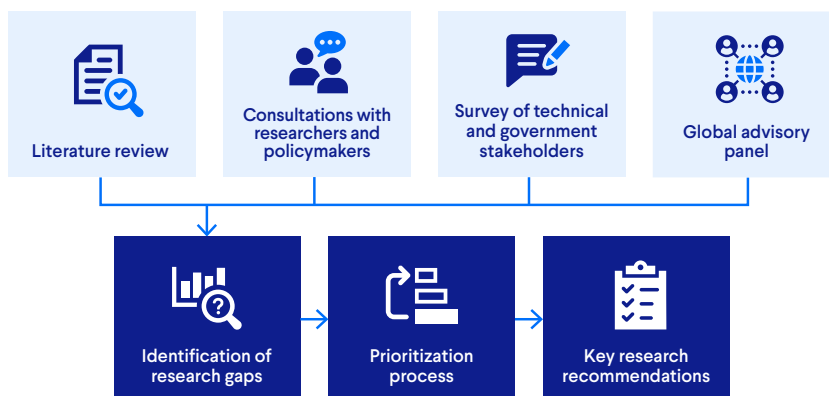 Literature review
Consultations with
researchers and
policymakers
Survey of technical
and government
stakeholders
Global advisory
panel
?
Identification of
research gaps
Prioritization
process
Key research
recommendations